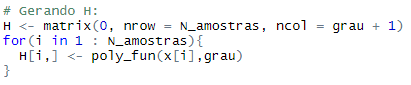 # Gerando H:
H <- matrix(0, nrow = N_amostras, ncol = grau + 1)
for(i in 1 : N_amostras){
  H[i,] <- poly_fun(x[i],grau)
}